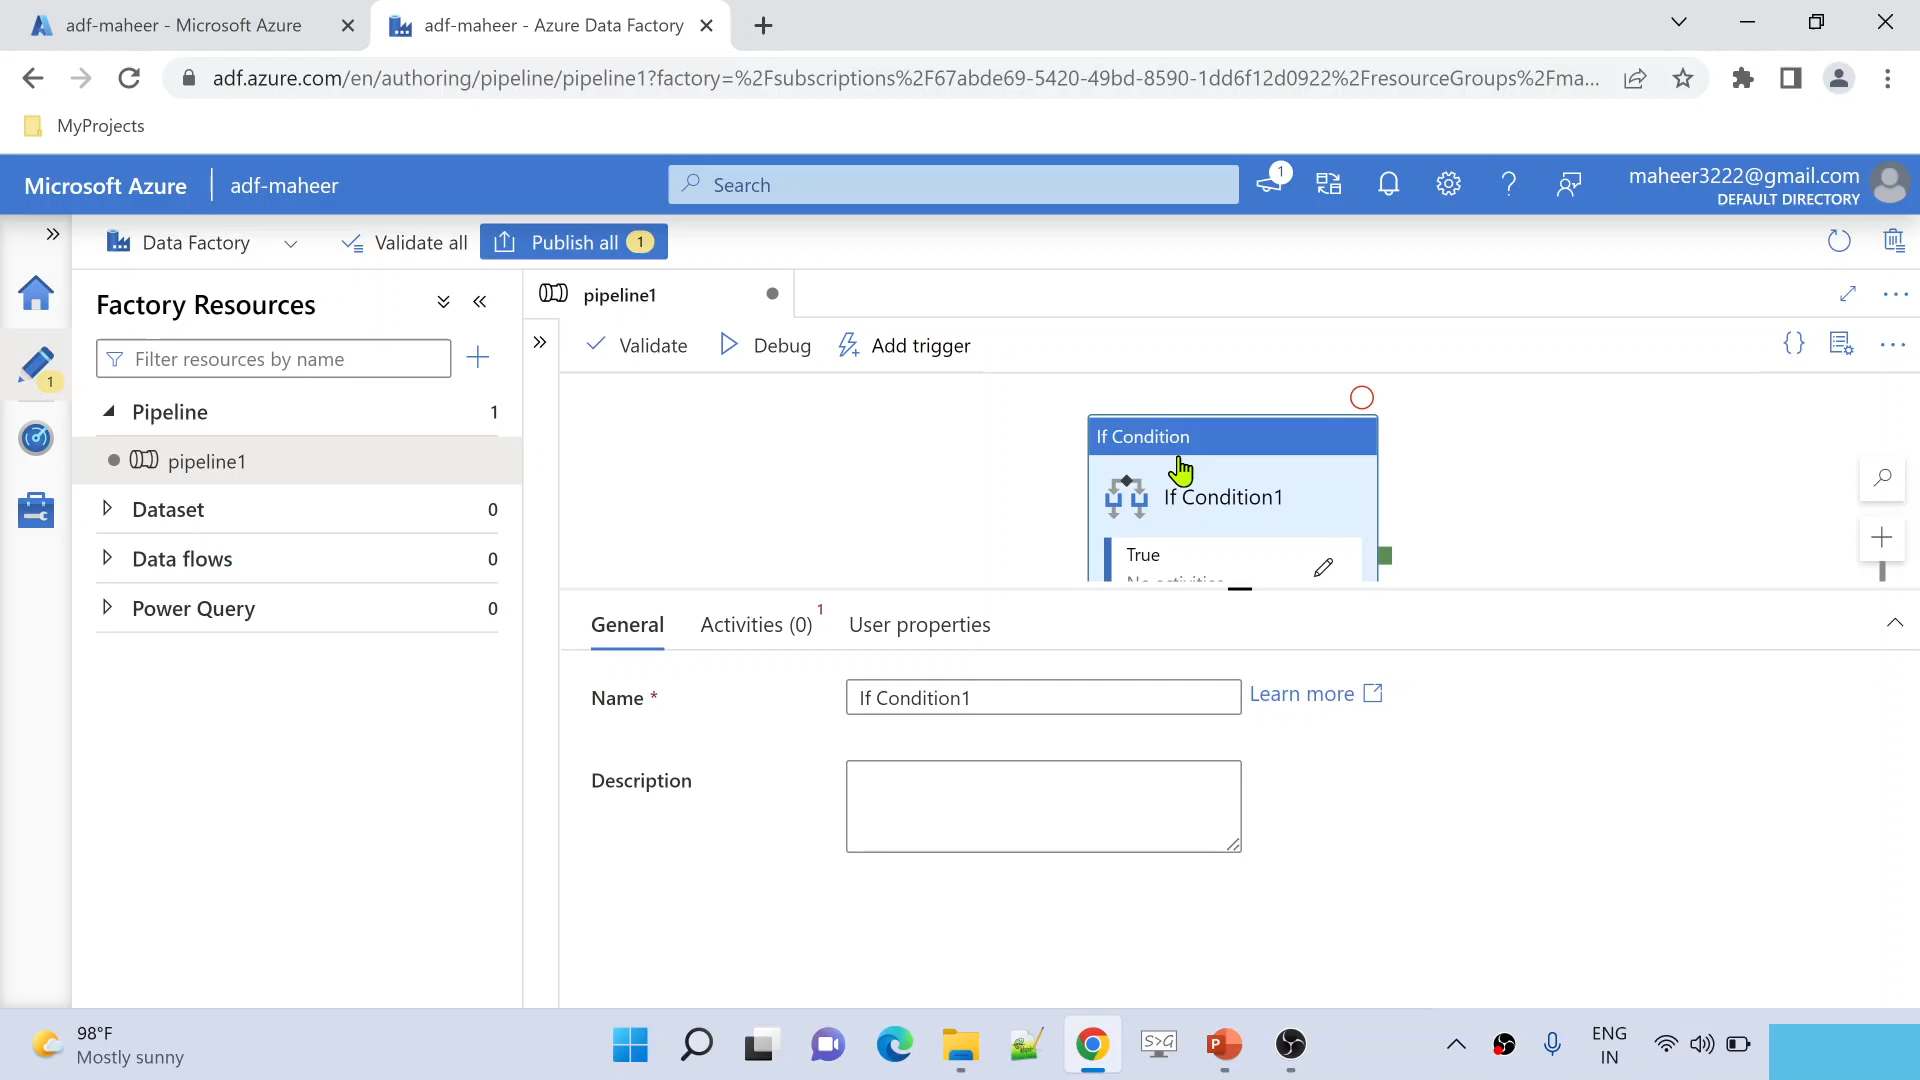 adf-maheer - Microsoft Azure
adf-maheer - Azure Data Factory
adf.azure.com/en/authoring/pipeline/pipeline1?factory=%2Fsubscriptions%2F67abde69-5420-49bd-8590-1dd6f12d0922%2FresourceGroups%2Fma...
MyProjects
Microsoft Azure
adf-maheer
Search
1
maheer3222@gmail.com
DEFAULT DIRECTORY
Data Factory
Validate all
Publish all 1
Factory Resources
pipeline1
Filter resources by name
Validate
Debug
Add trigger
1
Pipeline 1
pipeline1
Dataset 0
Data flows 0
Power Query 0
If Condition
If Condition1
True
No activities
General
Activities (0) 1
User properties
Name *
If Condition1
Learn more
Description
98°F
Mostly sunny
S>G
P
ENG
IN